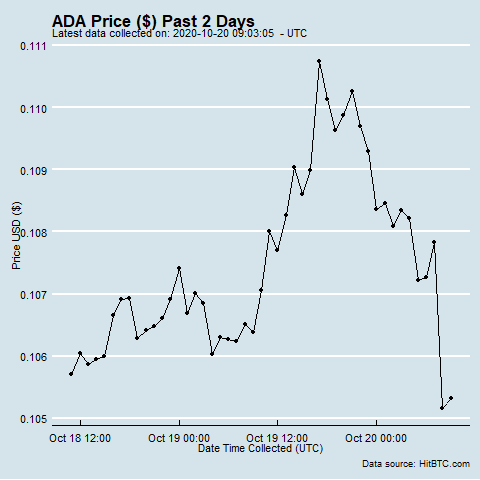 ADA Price ($) Past 2 Days
Latest data collected on: 2020-10-20 09:03:05 - UTC
0.111
0.110
0.109
0.108
0.107
0.106
0.105
Price USD ($)
Oct 18 12:00 Oct 19 00:00 Oct 19 12:00 Oct 20 00:00
Date Time Collected (UTC)
Data source: HitBTC.com